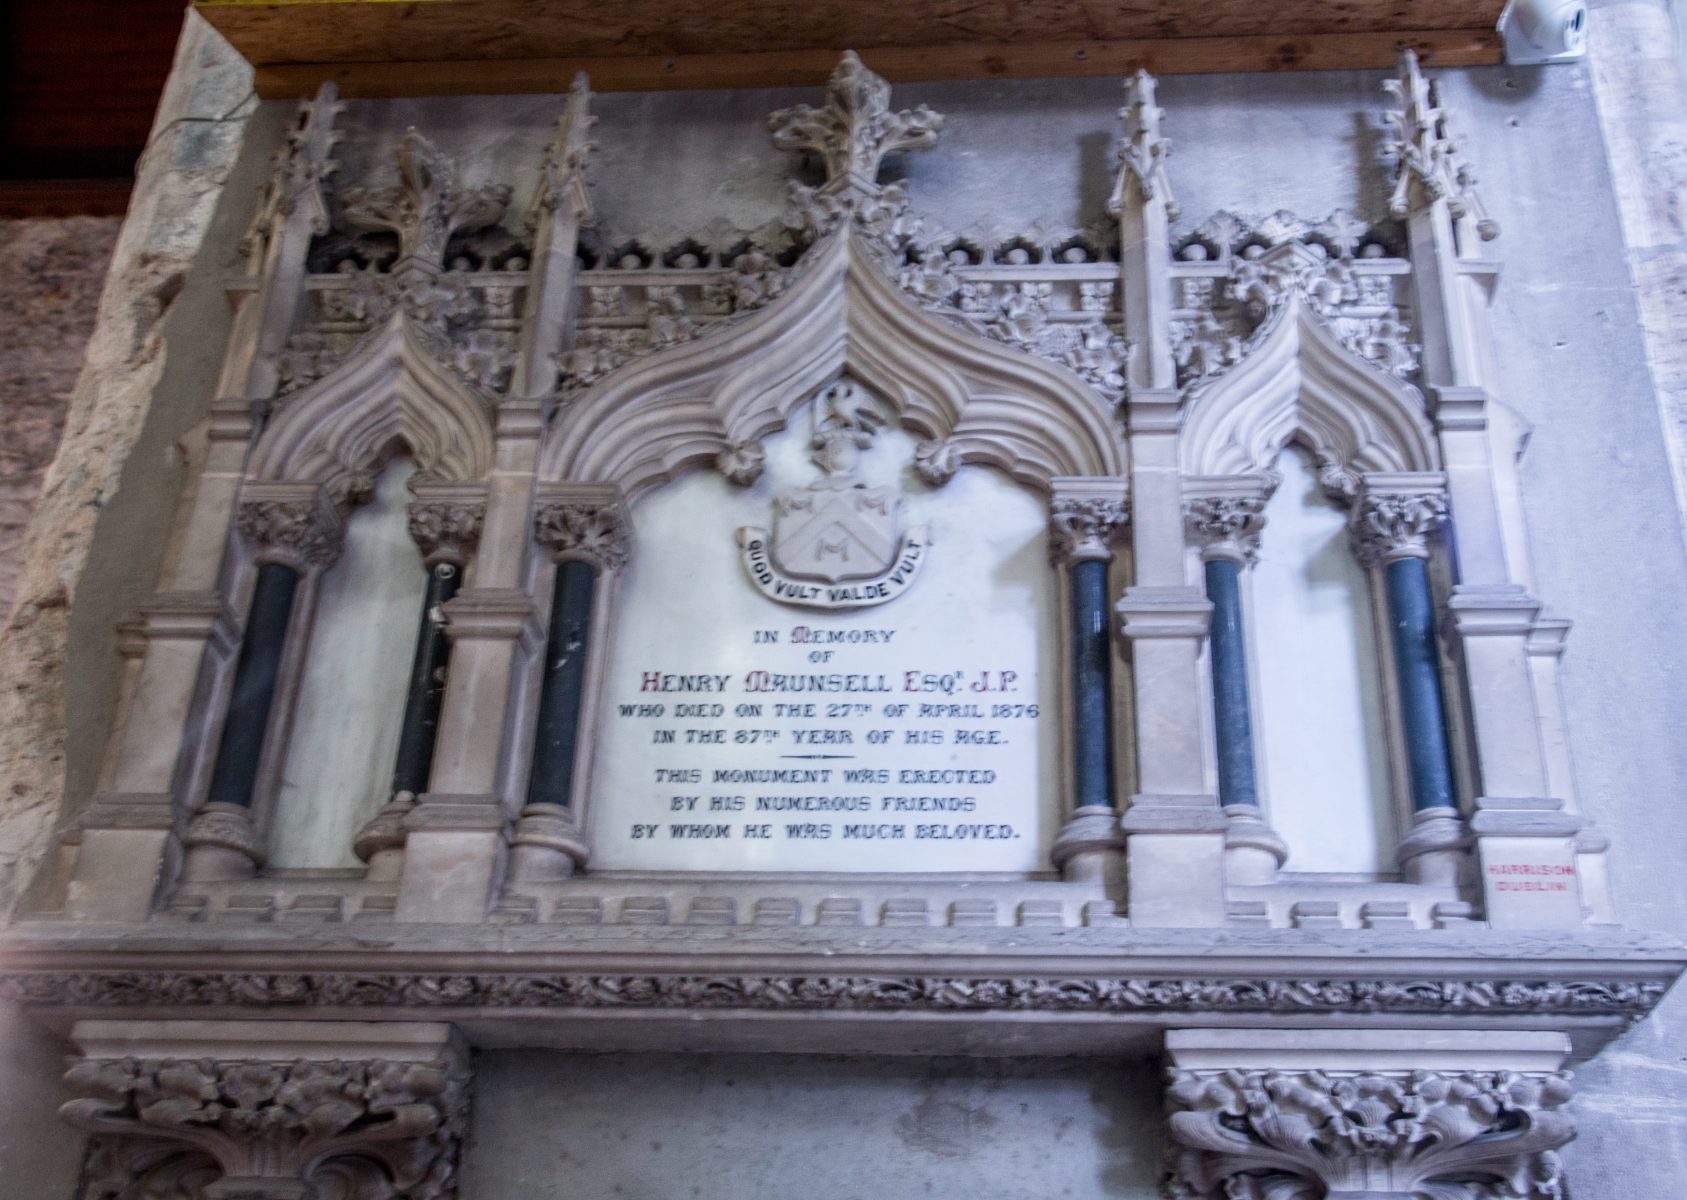 QUOD VULT VALDE VULT
M M
M
IN MEMORY
OF
HENRY MAUNSELL ESQR. J.P.
WHO DIED ON THE 27TH OF APRIL 1876
IN THE 87TH YEAR OF HIS AGE.
THIS MONUMENT WAS ERECTED
BY HIS NUMEROUS FRIENDS
BY WHOM HE WAS MUCH BELOVED.
HARRISON
DUBLIN